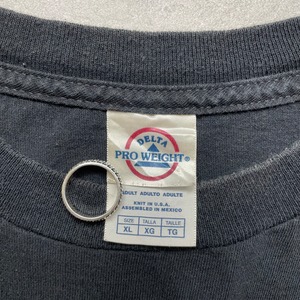 DELTA
PRO WEIGHT®
ADULT ADULTO ADULTE
KNIT IN U.S.A.
ASSEMBLED IN MEXICO
SIZE TALLA TAILLE
XL XG TG